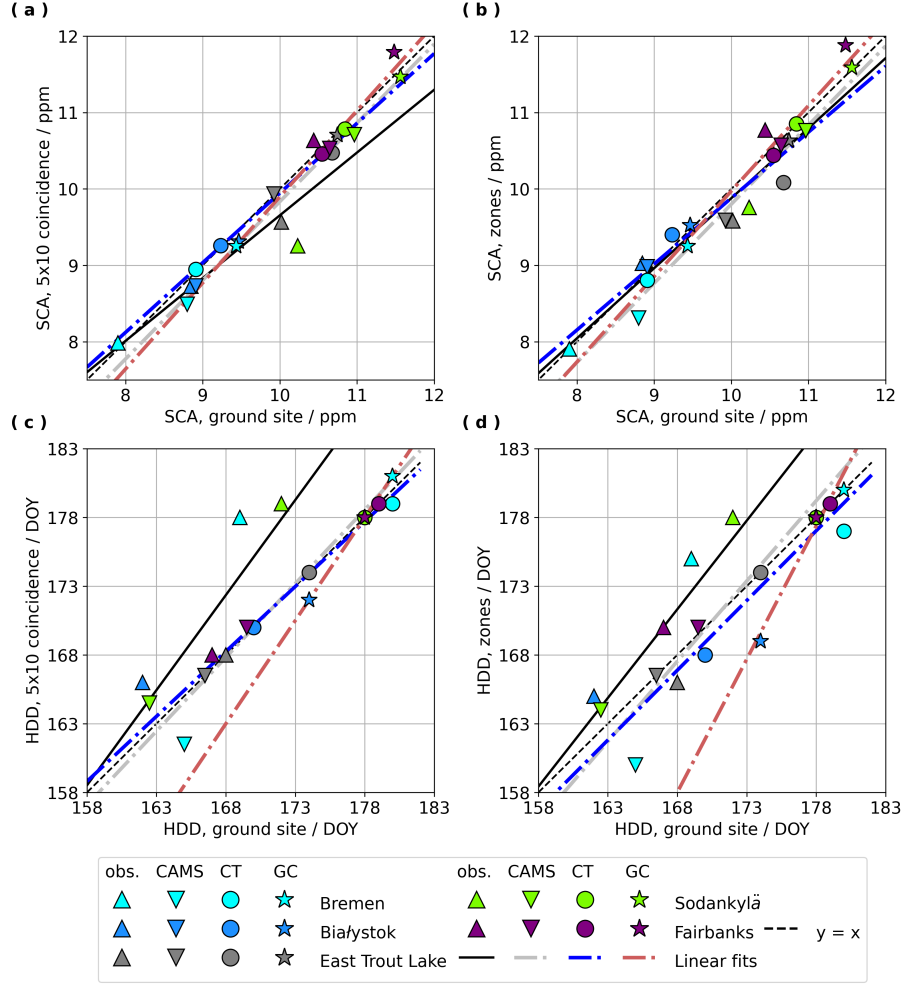 ( a )
( b )
12
11
10
9
8
SCA, 5x10 coincidence / ppm
8 9 10 11 12
SCA, ground site / ppm
12
11
10
9
8
SCA, zones / ppm
8 9 10 11 12
SCA, ground site / ppm
( c )
( d )
183
178
173
168
163
158
HDD, 5x10 coincidence / DOY
158 163 168 173 178 183
HDD, ground site / DOY
183
178
173
168
163
158
HDD, zones / DOY
158 163 168 173 178 183
HDD, ground site / DOY
obs. CAMS CT GC obs. CAMS CT GC
Bremen Sodankylä
Białystok Fairbanks y = x
East Trout Lake Linear fits